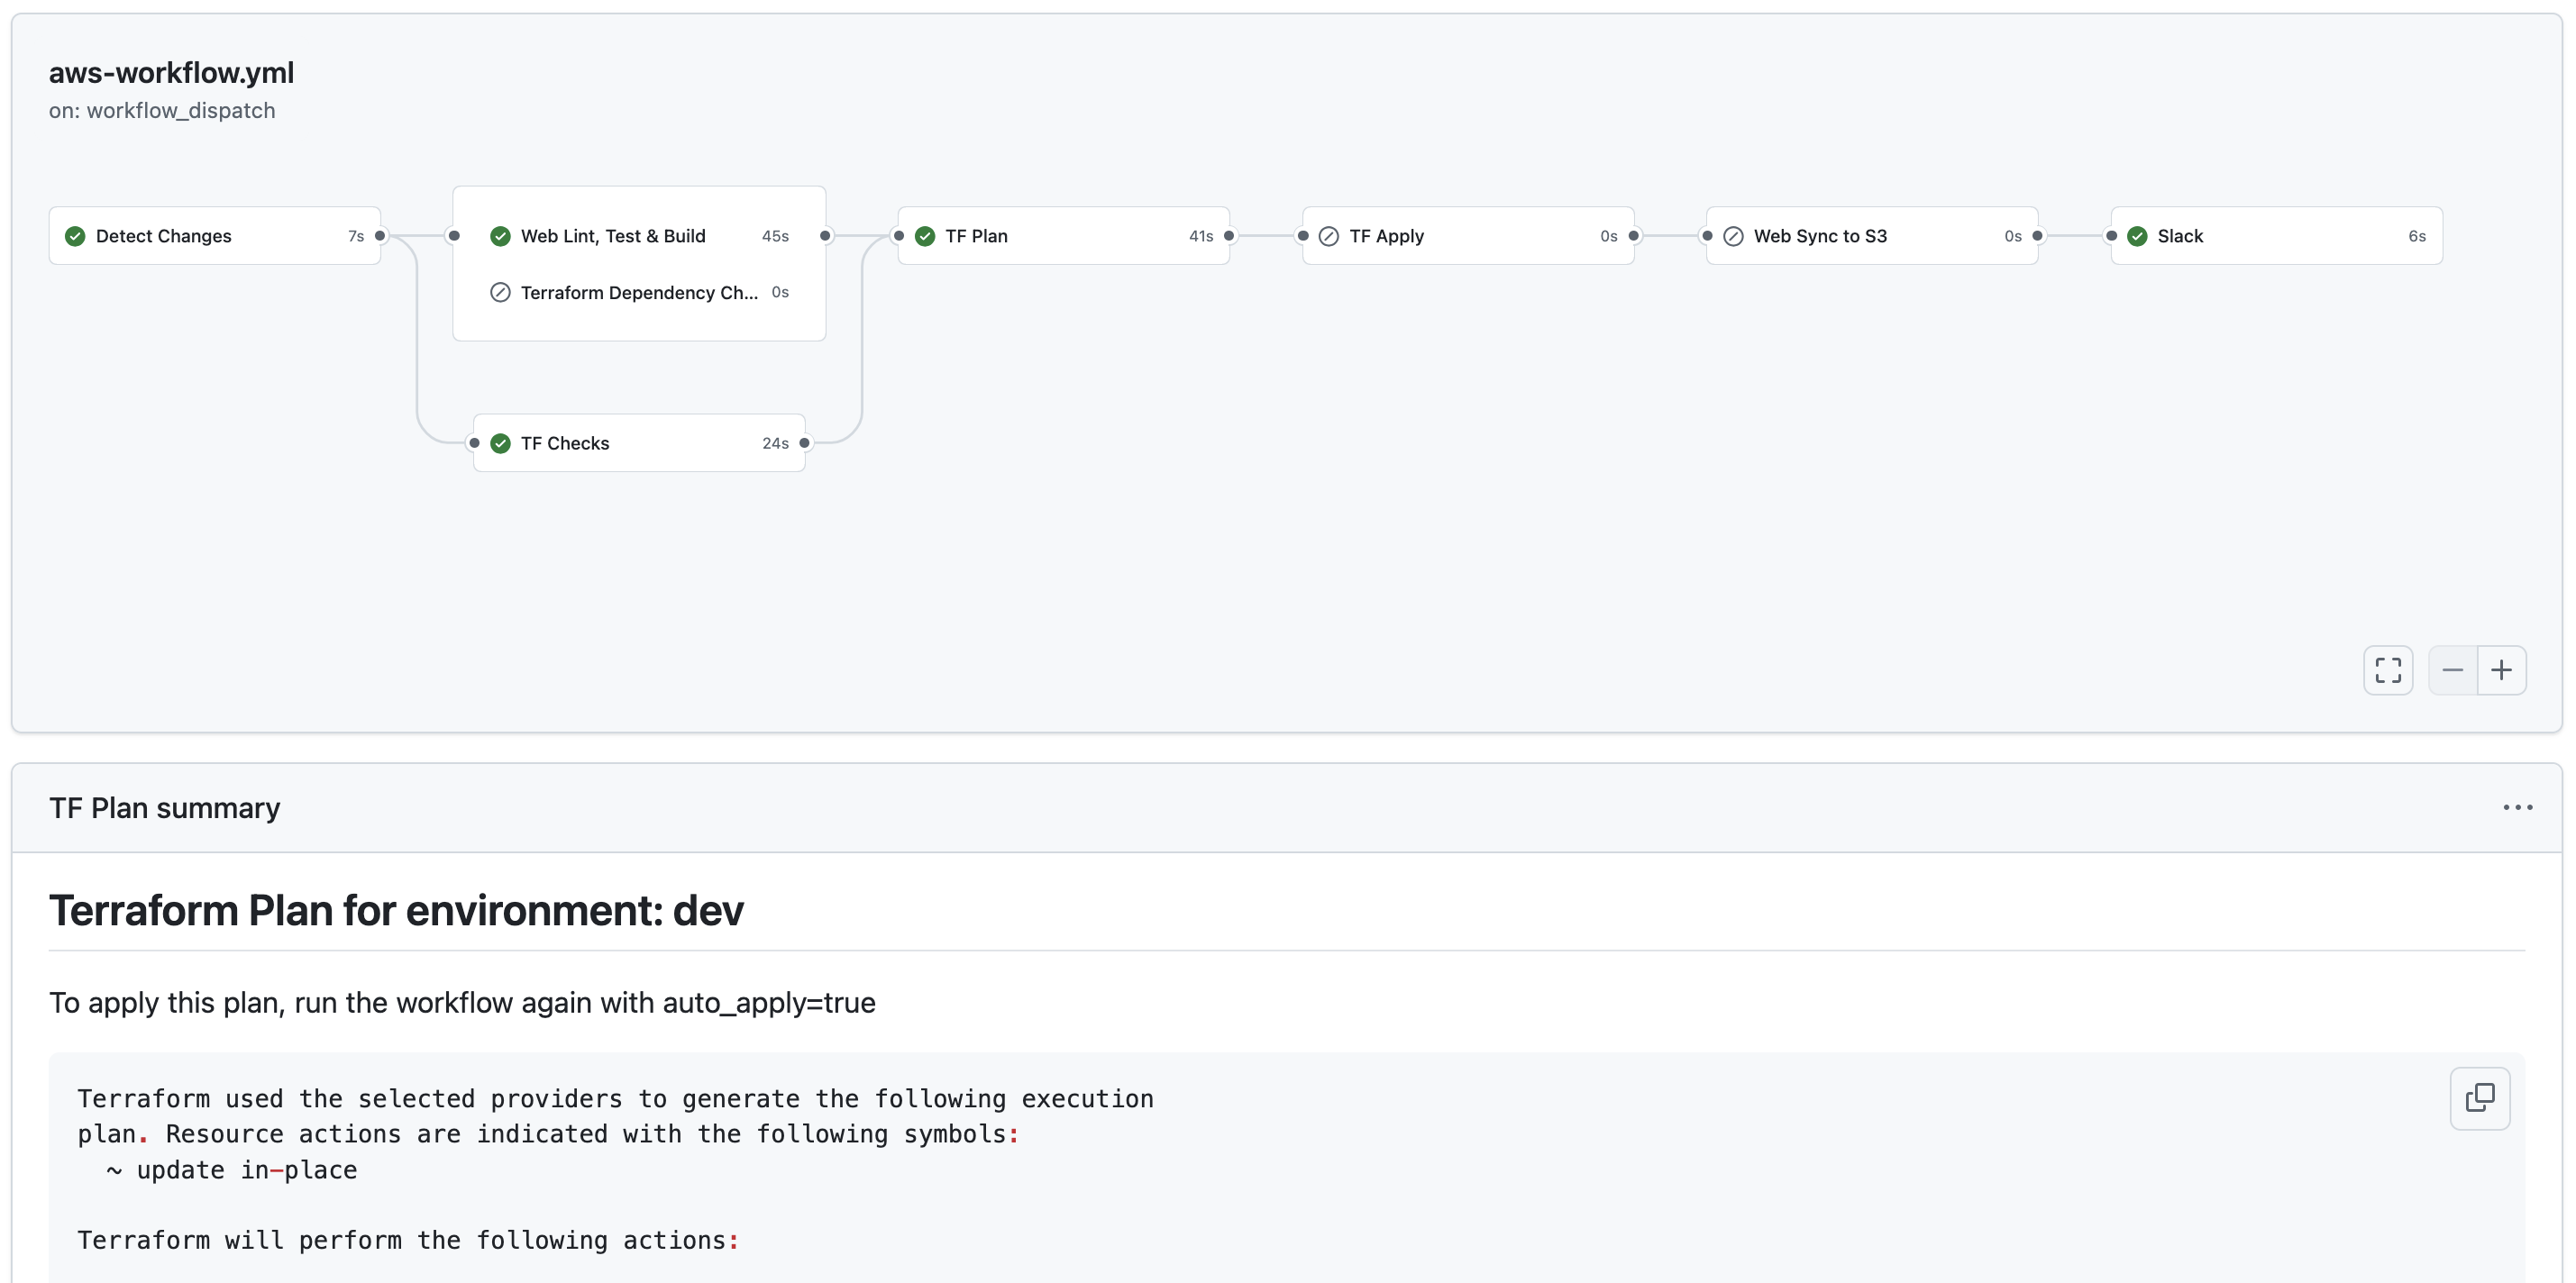 aws-workflow.yml
on: workflow_dispatch
Detect Changes 7s
Web Lint, Test & Build 45s
Terraform Dependency Ch... 0s
TF Checks 24s
TF Plan 41s
TF Apply 0s
Web Sync to S3 0s
Slack 6s
TF Plan summary
Terraform Plan for environment: dev
To apply this plan, run the workflow again with auto_apply=true
Terraform used the selected providers to generate the following execution
plan. Resource actions are indicated with the following symbols:
~ update in-place
Terraform will perform the following actions: